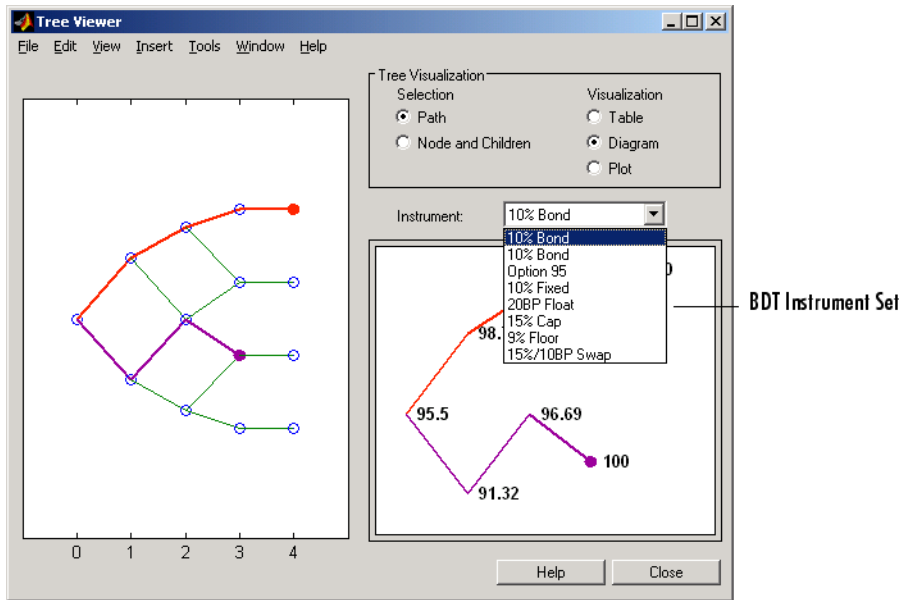 Tree Viewer
File Edit View Insert Tools Window Help
Tree Visualization
Selection
Visualization
Path
Table
Node and Children
Diagram
Plot
Instrument:
10% Bond
10% Bond
10% Bond
Option 95
10% Fixed
20BP Float
15% Cap
9% Floor
15%/10BP Swap
BDT Instrument Set
98.
95.5
96.69
100
91.32
0 1 2 3 4
Help
Close